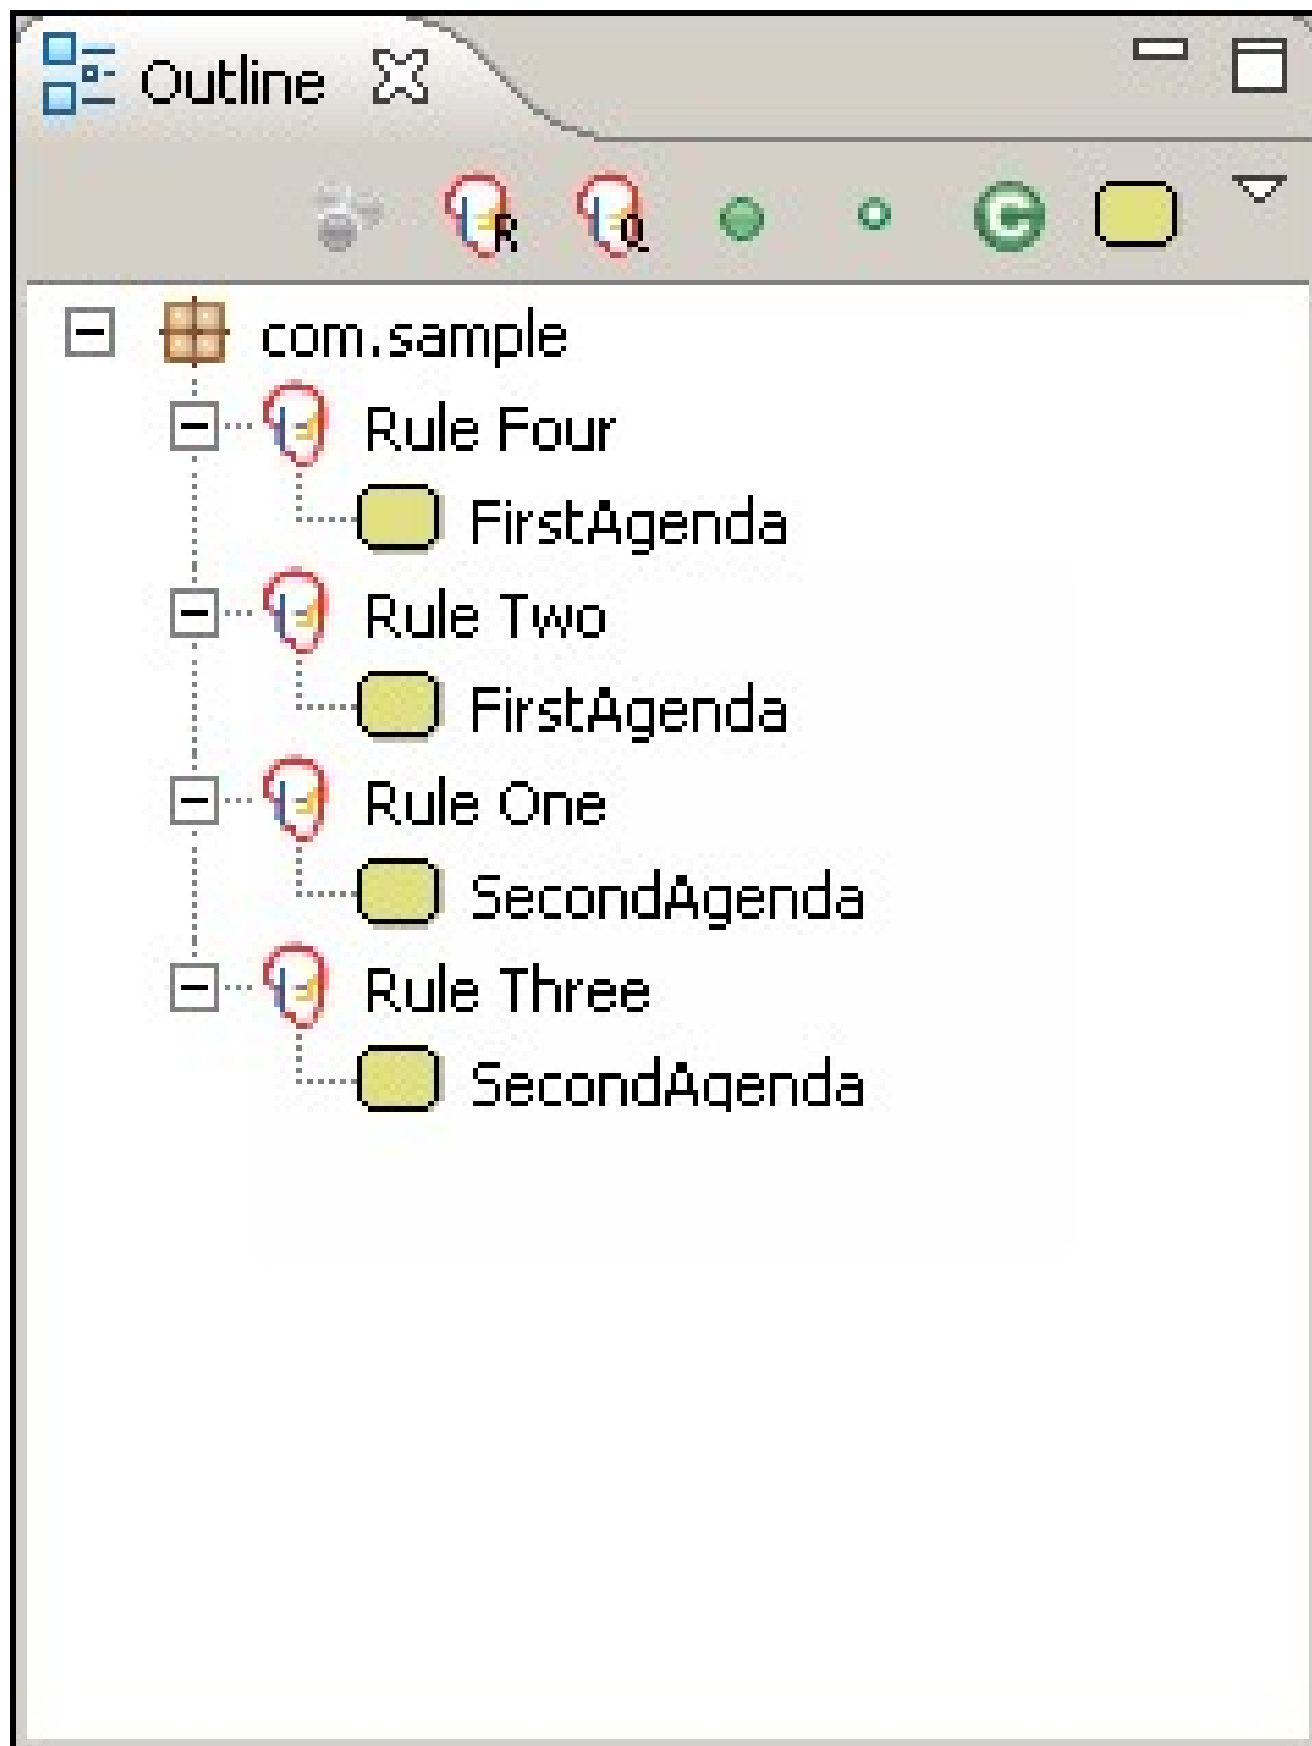 Outline
R Q C
com.sample
Rule Four
FirstAgenda
Rule Two
FirstAgenda
Rule One
SecondAgenda
Rule Three
SecondAgenda